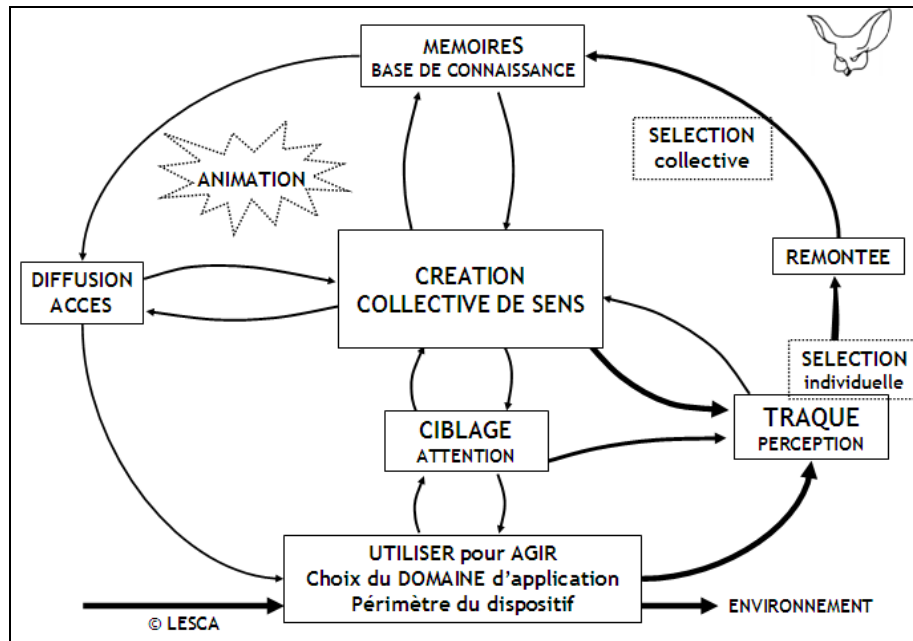 MEMOIRES
BASE DE CONNAISSANCE
SELECTION
collective
ANIMATION
REMONTEE
DIFFUSION
ACCES
CREATION
COLLECTIVE DE SENS
SELECTION
individuelle
TRAQUE
PERCEPTION
CIBLAGE
ATTENTION
UTILISER pour AGIR
Choix du DOMAINE d'application
Périmètre du dispositif
ENVIRONNEMENT
© LESCA